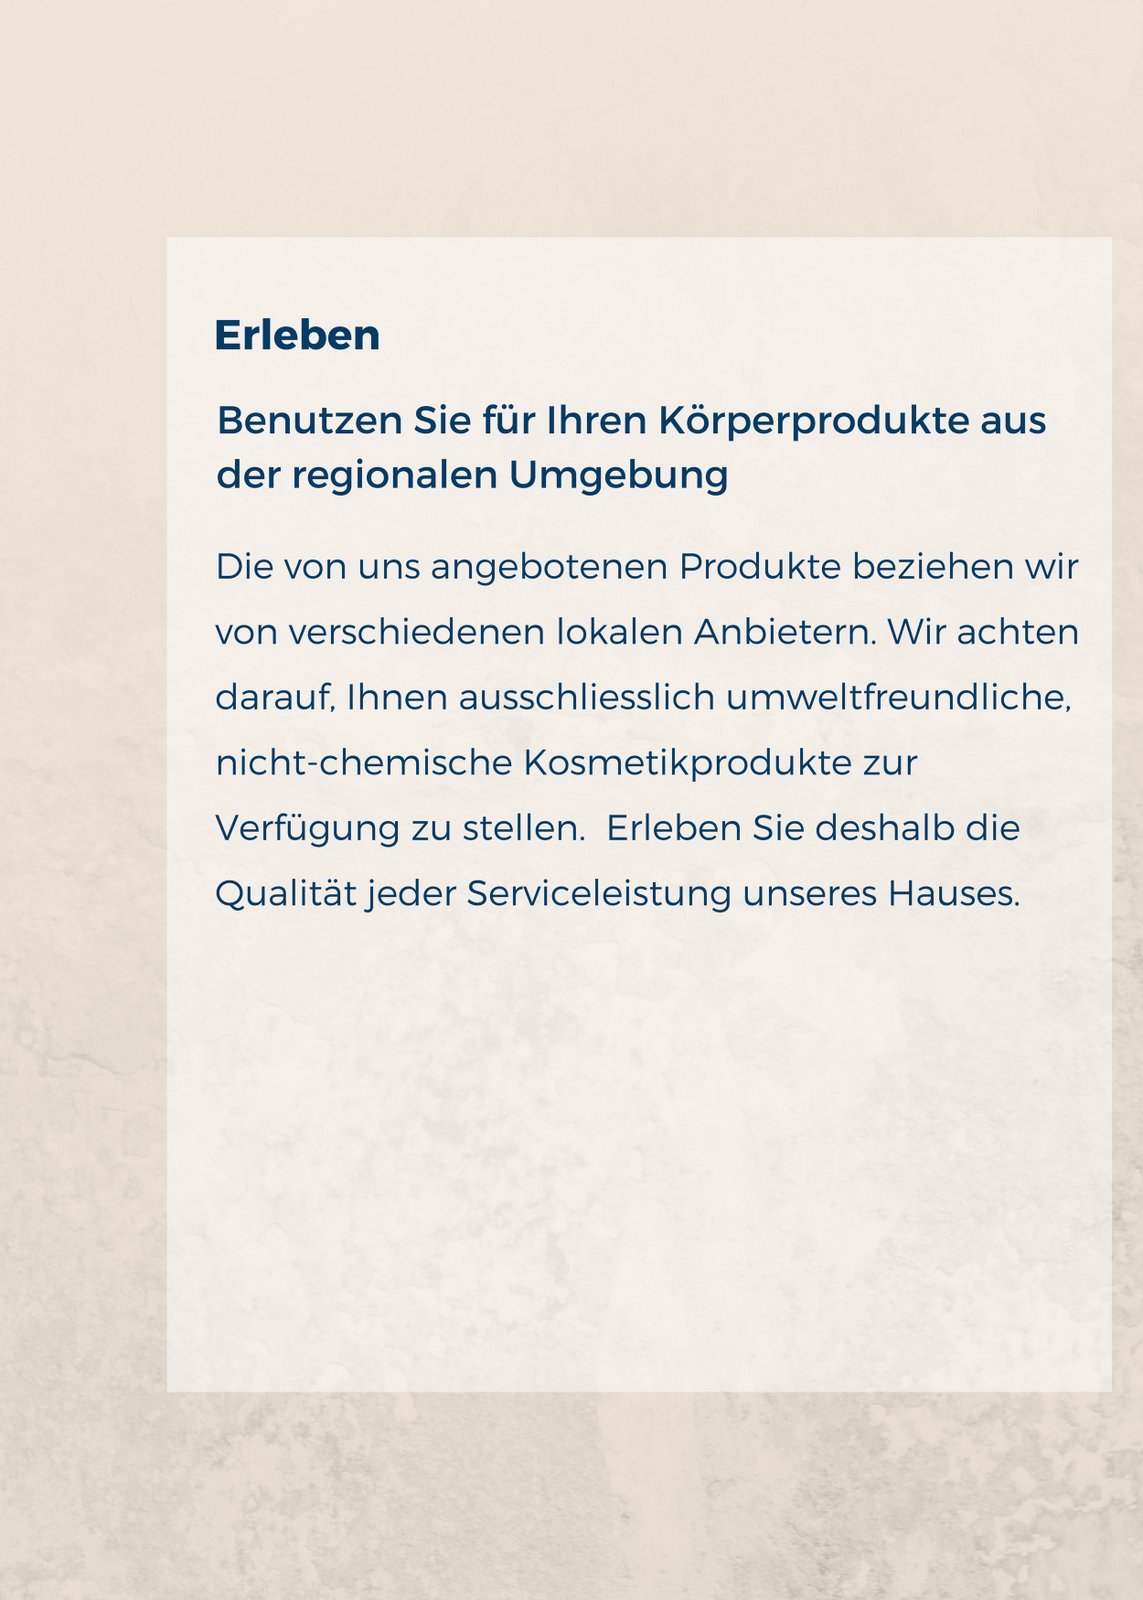 Erleben
Benutzen Sie für Ihren Körperprodukte aus
der regionalen Umgebung
Die von uns angebotenen Produkte beziehen wir
von verschiedenen lokalen Anbietern. Wir achten
darauf, Ihnen ausschliesslich umweltfreundliche,
nicht-chemische Kosmetikprodukte zur
Verfügung zu stellen.  Erleben Sie deshalb die
Qualität jeder Serviceleistung unseres Hauses.